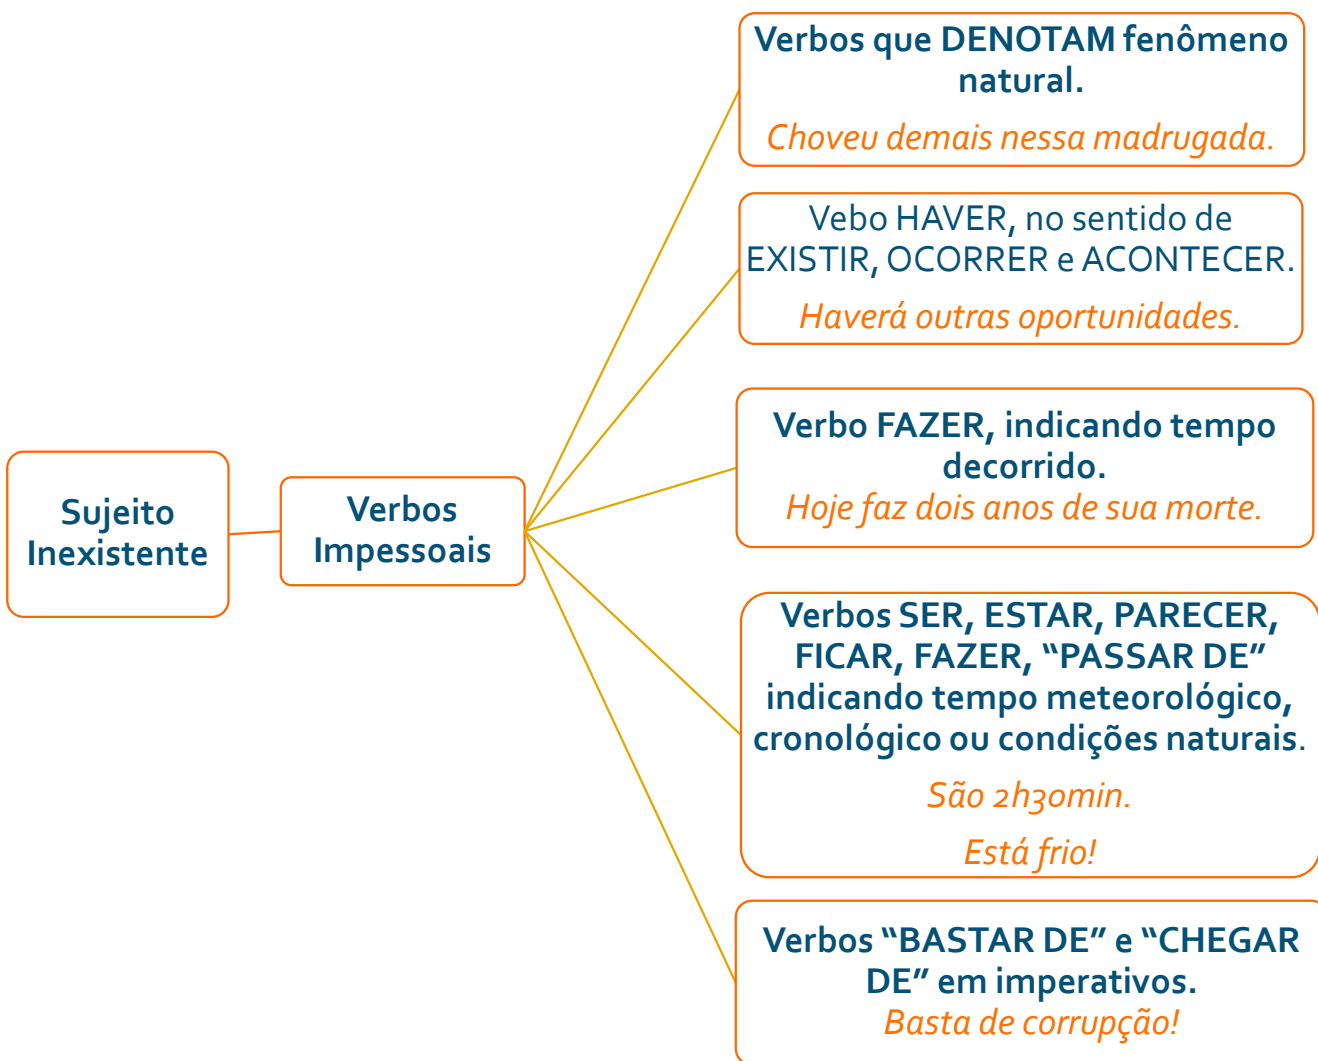 Sujeito
Inexistente
Verbos
Impessoais
Verbos que DENOTAM fenômeno
natural.
Choveu demais nessa madrugada.
Vebo HAVER, no sentido de
EXISTIR, OCORRER e ACONTECER.
Haverá outras oportunidades.
Verbo FAZER, indicando tempo
decorrido.
Hoje faz dois anos de sua morte.
Verbos SER, ESTAR, PARECER,
FICAR, FAZER, “PASSAR DE”
indicando tempo meteorológico,
cronológico ou condições naturais.
São 2h30min.
Está frio!
Verbos “BASTAR DE” e “CHEGAR
DE” em imperativos.
Basta de corrupção!